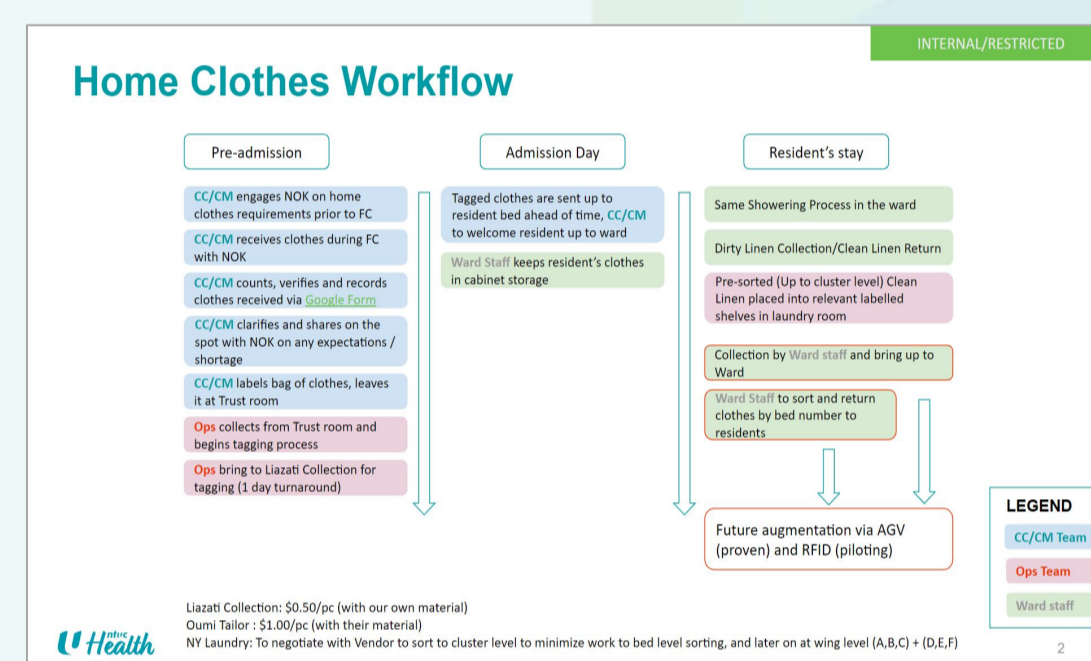 INTERNAL/RESTRICTED
Home Clothes Workflow
Pre-admission
CC/CM engages NOK on home
clothes requirements prior to FC
CC/CM receives clothes during FC
with NOK
CC/CM counts, verifies and records
clothes received via Google Form
CC/CM clarifies and shares on the
spot with NOK on any expectations /
shortage
CC/CM labels bag of clothes, leaves
it at Trust room
Ops collects from Trust room and
begins tagging process
Ops bring to Liazati Collection for
tagging (1 day turnaround)
Admission Day
Tagged clothes are sent up to
resident bed ahead of time, CC/CM
to welcome resident up to ward
Ward Staff keeps resident's clothes
in cabinet storage
Resident's stay
Same Showering Process in the ward
Dirty Linen Collection/Clean Linen Return
Pre-sorted (Up to cluster level) Clean
Linen placed into relevant labelled
shelves in laundry room
Collection by Ward staff and bring up to
Ward
Ward Staff to sort and return
clothes by bed number to
residents
Future augmentation via AGV
(proven) and RFID (piloting)
LEGEND
CC/CM Team
Ops Team
Ward staff
Liazati Collection: $0.50/pc (with our own material)
Oumi Tailor : $1.00/pc (with their material)
NY Laundry: To negotiate with Vendor to sort to cluster level to minimize work to bed level sorting, and later on at wing level (A,B,C) + (D,E,F)
ntuc
Health
2